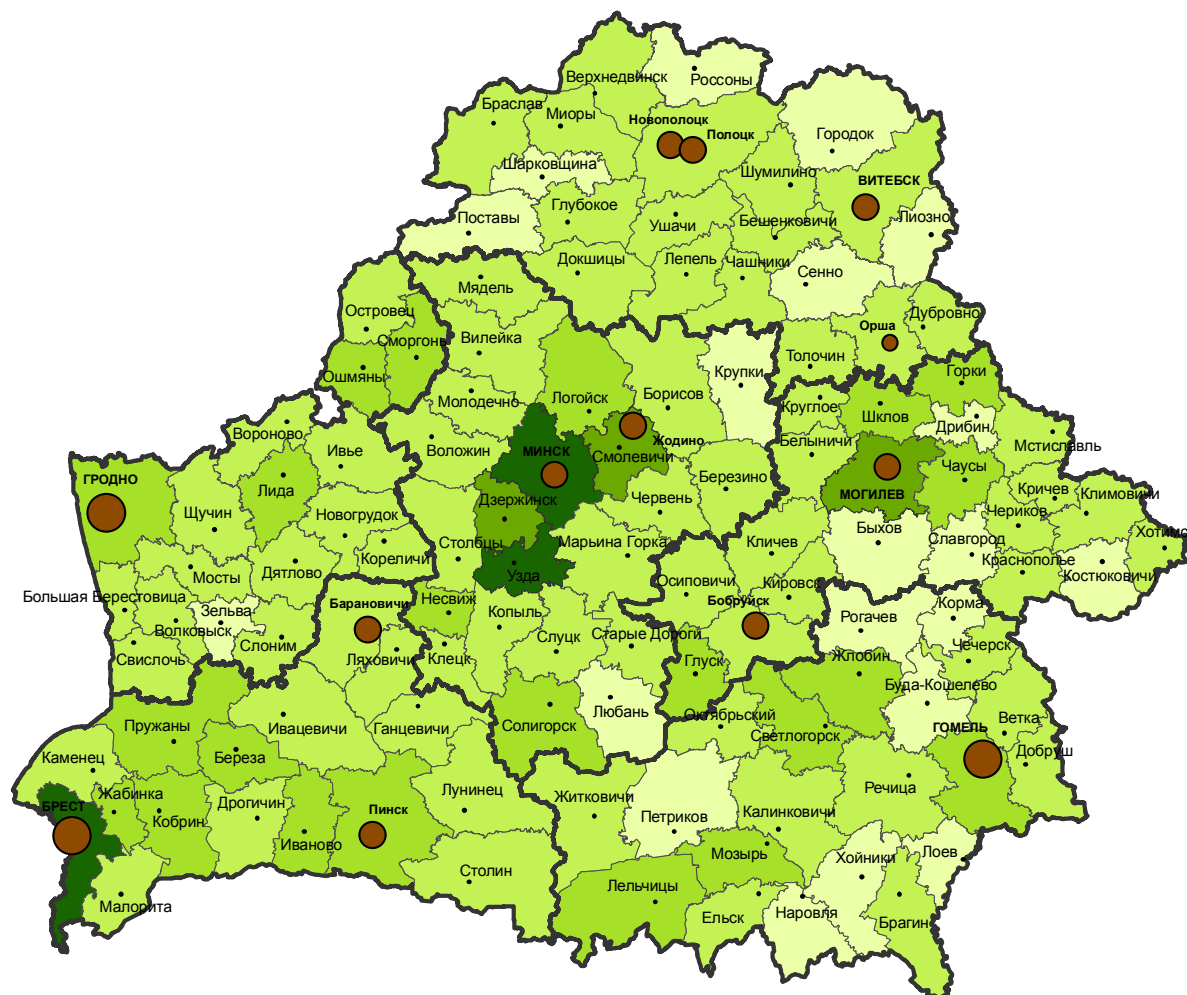 Верхнедвинск
Россоны
Браслав
Миоры
Новополоцк
Полоцк
Городок
Шарковщина
Шумилино
ВИТЕБСК
Поставы
Глубокое
Ушачи
Бешенковичи
Лиозно
Докшицы
Лепель
Чашники
Сенно
Мядель
Островец
Сморгонь
Вилейка
Орша
Дубровно
Толочин
Ошмяны
Крупки
Горки
Молодечно
Логойск
Борисов
Круглое
Шклов
Дрибин
Вороново
Ивье
Воложин
МИНСК
Жодино
Смолевичи
Белыничи
Мстиславль
ГРОДНО
Лида
Березино
МОГИЛЕВ
Чаусы
Щучин
Новогрудок
Дзержинск
Червень
Кричев
Климовичи
Чериков
Быхов
Славгород
Хотимс
Столбцы
Марьина Горка
Кличев
Мосты
Дятлово
Кореличи
Узда
Осиповичи
Кировск
Краснополье
Костюковичи
Большая Берестовица
Зельва
Барановичи
Несвиж
Копыль
Бобруйск
Рогачев
Корма
Волковыск
Слоним
Слуцк
Старые Дороги
Свислочь
Ляховичи
Клецк
Глуск
Жлобин
Чечерск
Буда-Кошелево
Пружаны
Ивацевичи
Ганцевичи
Солигорск
Любань
Октябрьский
Светлогорск
ГОМЕЛЬ
Ветка
Добруш
Каменец
Береза
Жабинка
БРЕСТ
Кобрин
Дрогичин
Иваново
Пинск
Лунинец
Житковичи
Петриков
Калинковичи
Речица
Столин
Мозырь
Хойники
Лоев
Малорита
Лельчицы
Ельск
Наровля
Брагин